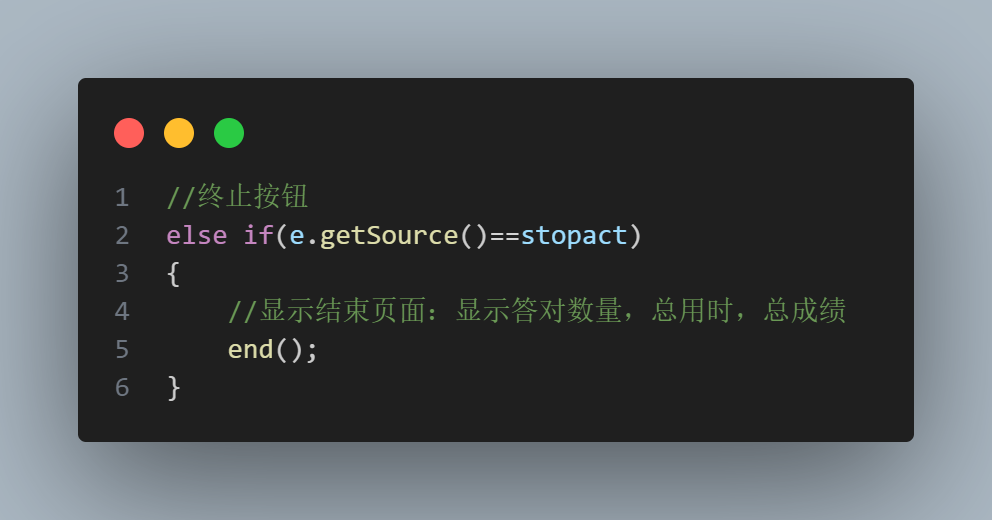 1 //终止按钮
2 else if(e.getSource()==stopact)
3 {
4     //显示结束页面：显示答对数量，总用时，总成绩
5     end();
6 }